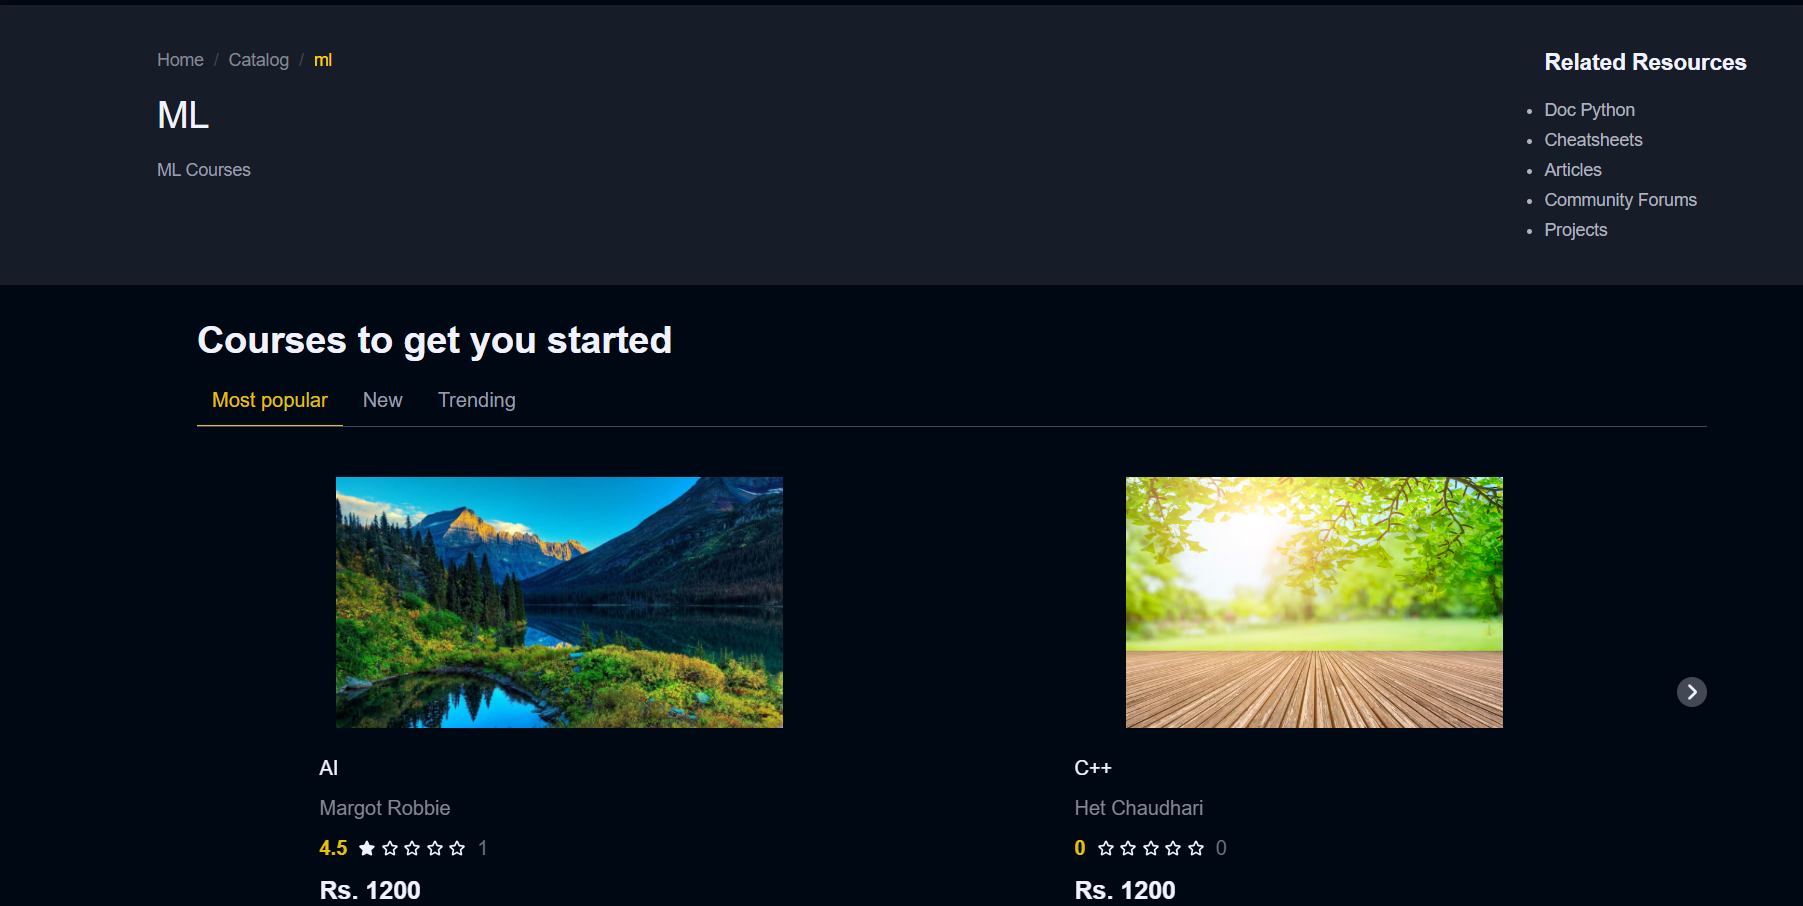 Home / Catalog / ml
ML
ML Courses
Related Resources
Doc Python
Cheatsheets
Articles
Community Forums
Projects
Courses to get you started
Most popular New Trending
AI
Margot Robbie
4.5 1
Rs. 1200
C++
Het Chaudhari
0 0
Rs. 1200